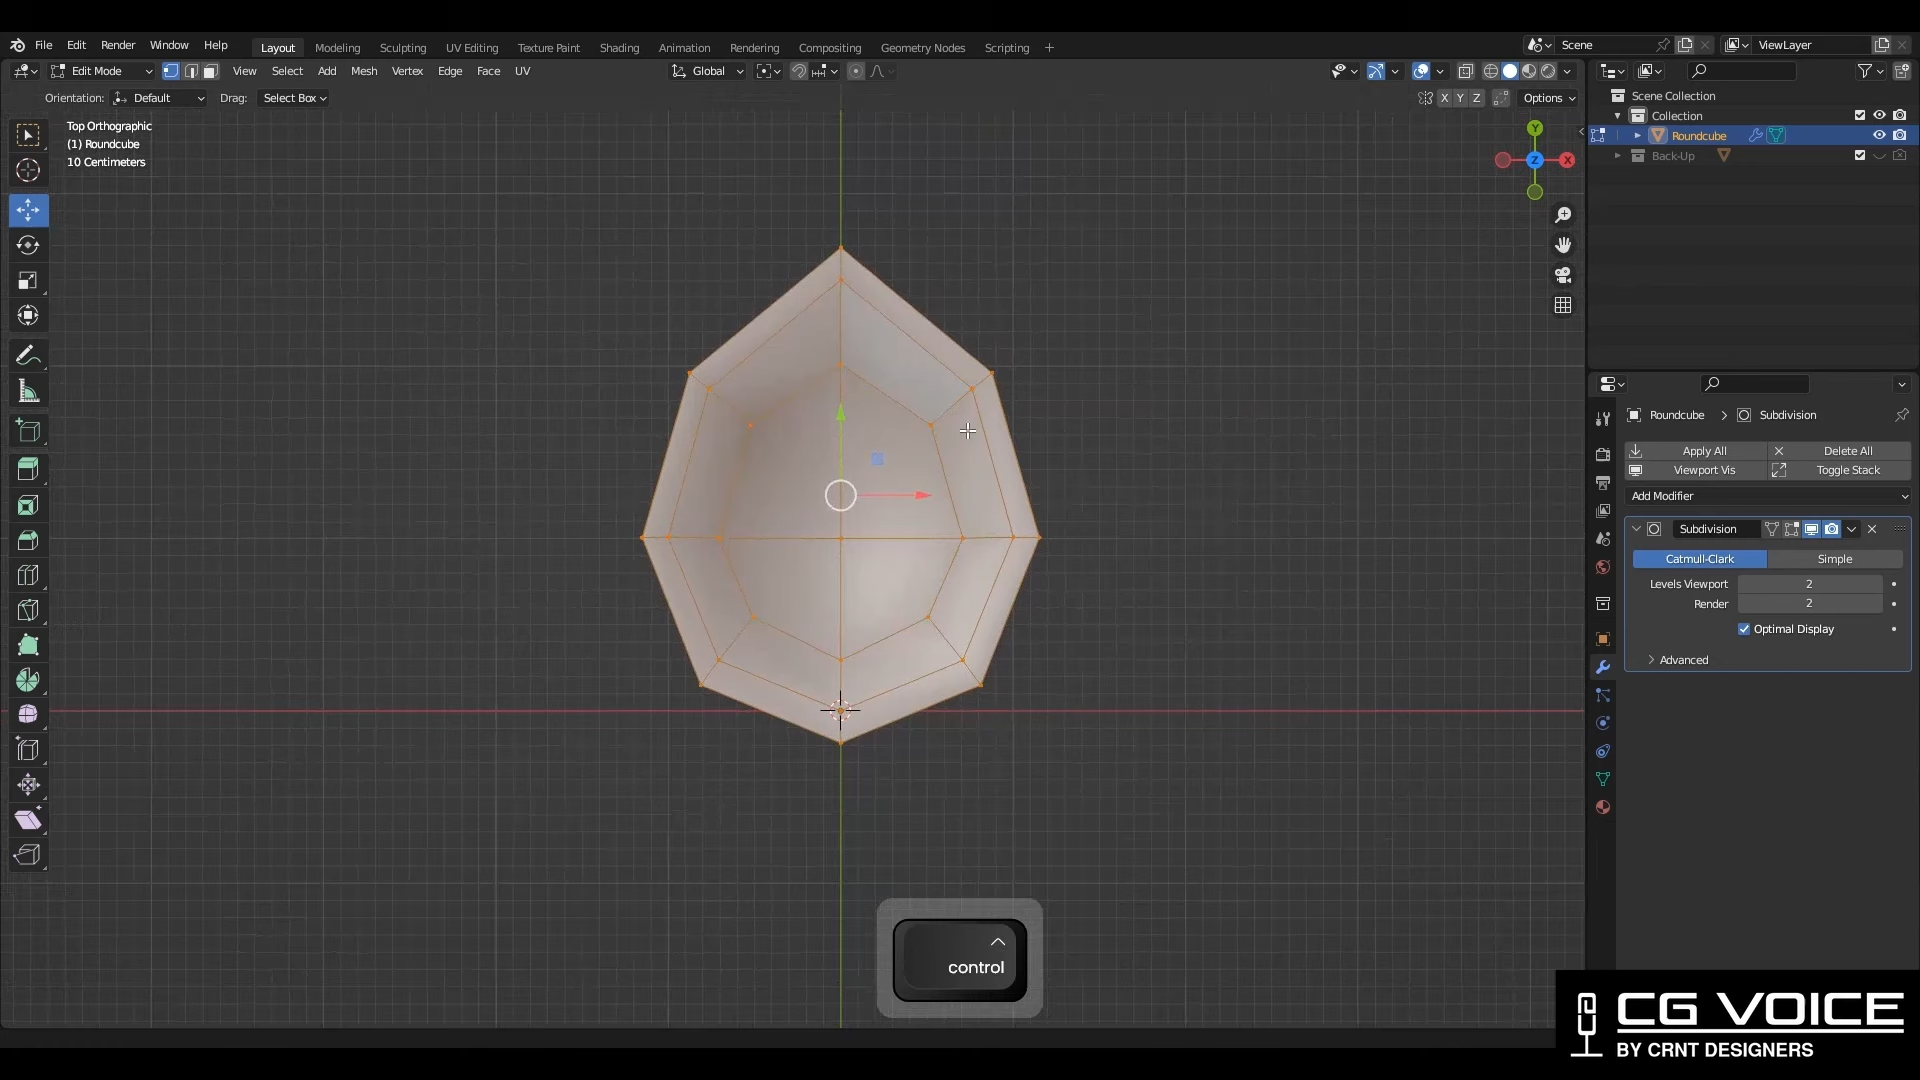 File Edit Render Window Help Layout Modeling Sculpting UV Editing Texture Paint Shading Animation Rendering Compositing Geometry Nodes Scripting + Scene ViewLayer
Edit Mode View Select Add Mesh Vertex Edge Face UV Global
Orientation: Default Drag: Select Box X Y Z Options
Top Orthographic
(1) Roundcube
10 Centimeters
Y
Z
X
Scene Collection
Collection
Roundcube
Back-Up
Roundcube > Subdivision
Apply All Delete All
Viewport Vis Toggle Stack
Add Modifier
Subdivision
Catmull-Clark Simple
Levels Viewport 2
Render 2
Optimal Display
Advanced
control
CG VOICE
BY CRNT DESIGNERS